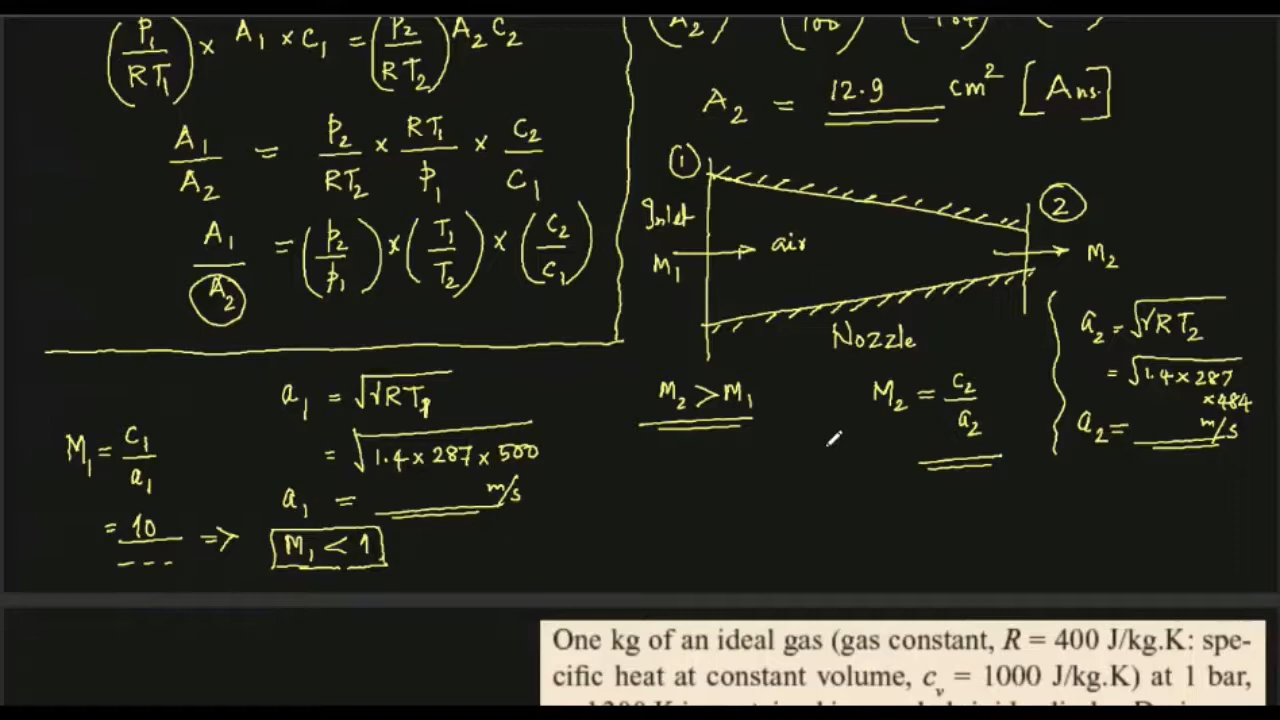 (P₁/RT₁) × A₁ × C₁ = (P₂/RT₂) A₂ C₂
A₁/A₂ = P₂/RT₂ × RT₁/P₁ × C₂/C₁
A₁/A₂ = (P₂/P₁) × (T₁/T₂) × (C₂/C₁)
(A₂) (100)
A₂ = 12.9 cm² [Ans.]
①
②
Inlet
M₁
air
M₂
Nozzle
a₂ = √γRT₂
= √1.4 × 287
× 484
a₂ = ____ m/s
M₂ > M₁
M₂ = C₂/a₂
a₁ = √γRT₁
= √1.4 × 287 × 500
a₁ = ____ m/s
M₁ = C₁/a₁
= 10/--- => M₁ < 1
One kg of an ideal gas (gas constant, R = 400 J/kg.K: spe-
cific heat at constant volume, cᵥ = 1000 J/kg.K) at 1 bar,